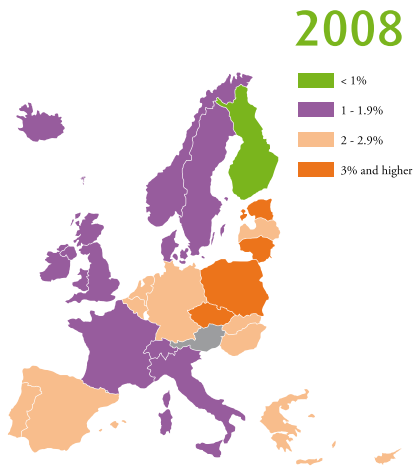 2008
< 1%
1 - 1.9%
2 - 2.9%
3% and higher